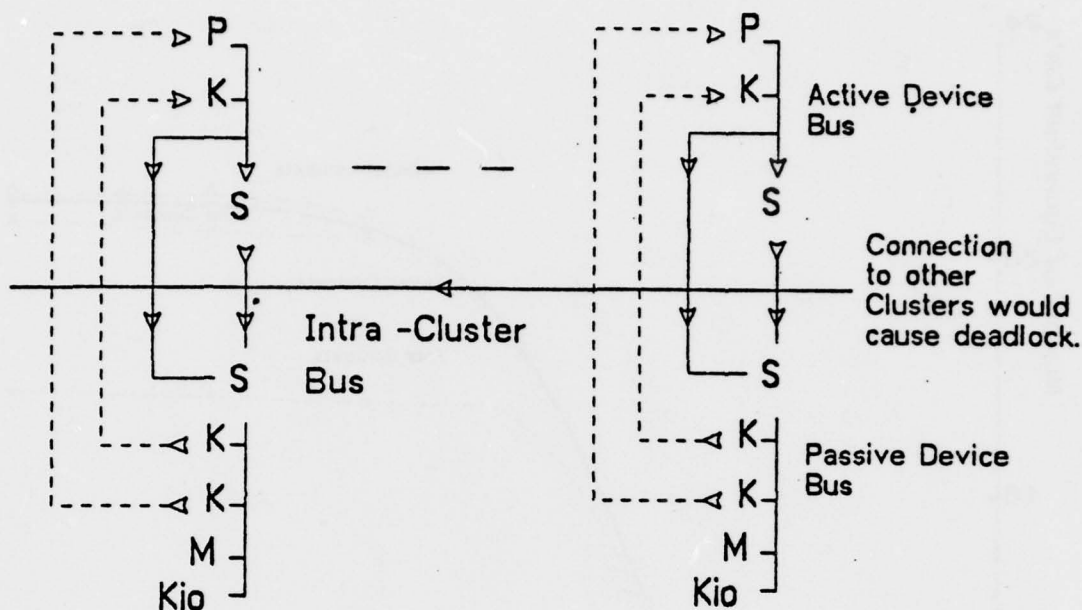 P
K
S
S
K
K
M
Kio
Intra -Cluster
Bus
P
K
S
S
K
K
M
Kio
Active Device
Bus
Connection
to other
Clusters would
cause deadlock.
Passive Device
Bus